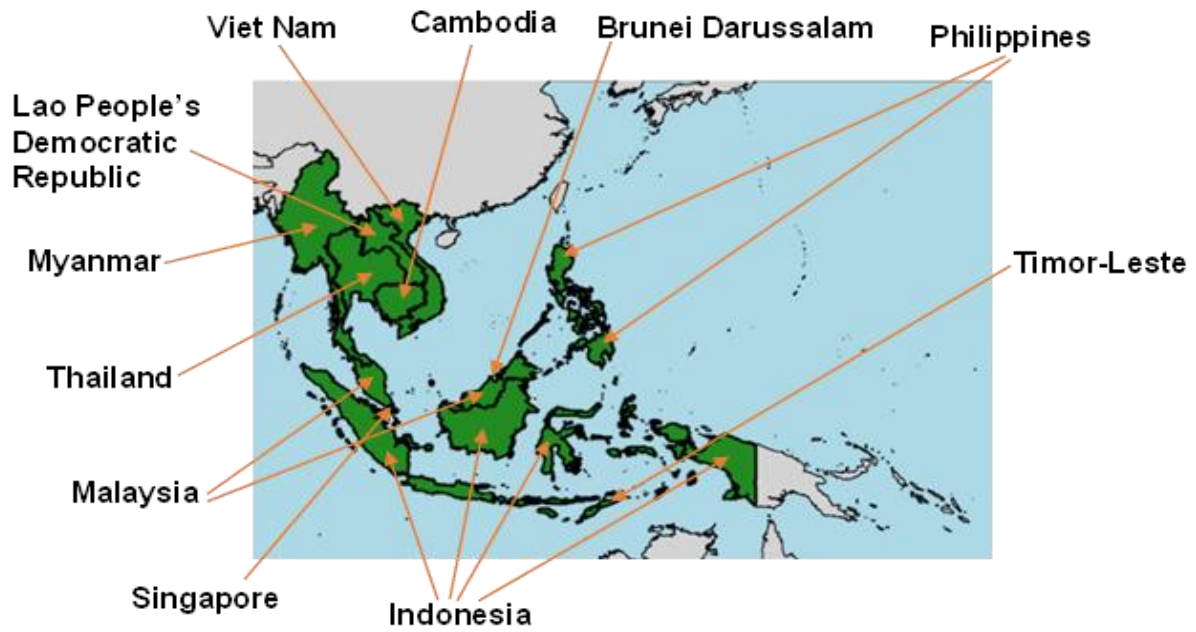 Viet Nam
Cambodia
Brunei Darussalam
Philippines
Lao People's
Democratic
Republic
Myanmar
Timor-Leste
Thailand
Malaysia
Singapore
Indonesia